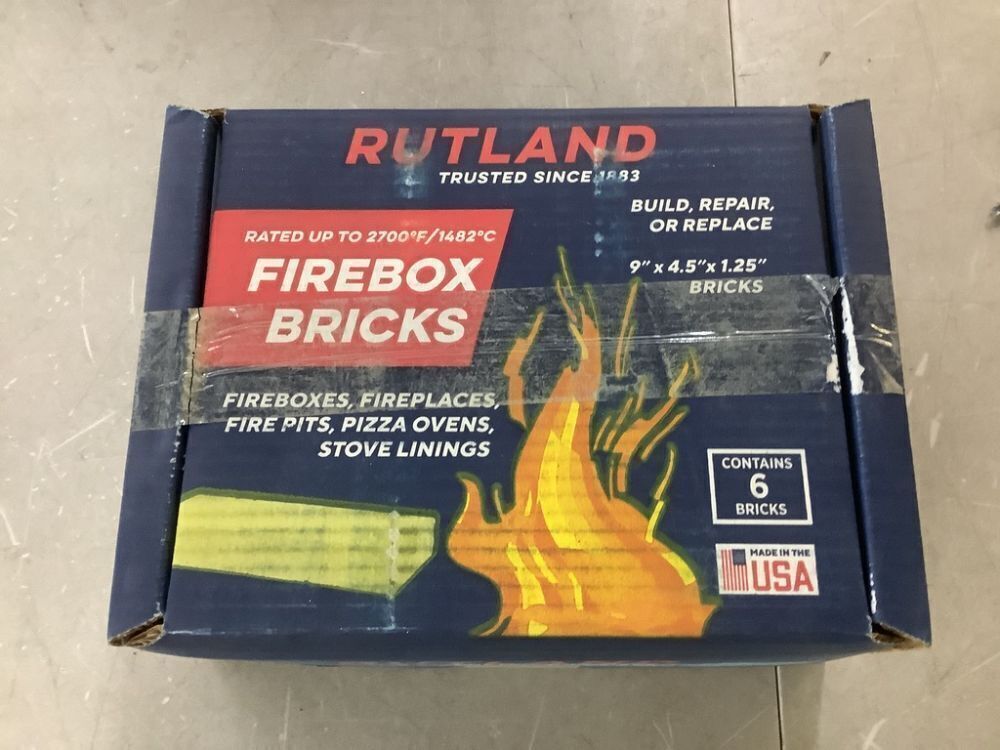 RUTLAND
TRUSTED SINCE 1883
BUILD, REPAIR,
OR REPLACE
9" x 4.5" x 1.25"
BRICKS
RATED UP TO 2700°F/1482°C
FIREBOX
BRICKS
FIREBOXES, FIREPLACES,
FIRE PITS, PIZZA OVENS,
STOVE LININGS
CONTAINS
6
BRICKS
MADE IN THE
USA